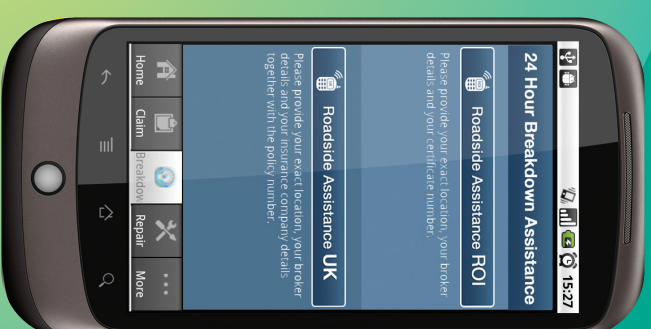 15:27
24 Hour Breakdown Assistance
Roadside Assistance ROI
Please provide your exact location, your broker
details and your certificate number.
Roadside Assistance UK
Please provide your exact location, your broker
details and your insurance company details
together with the policy number.
Home
Claim
Breakdow
Repair
More